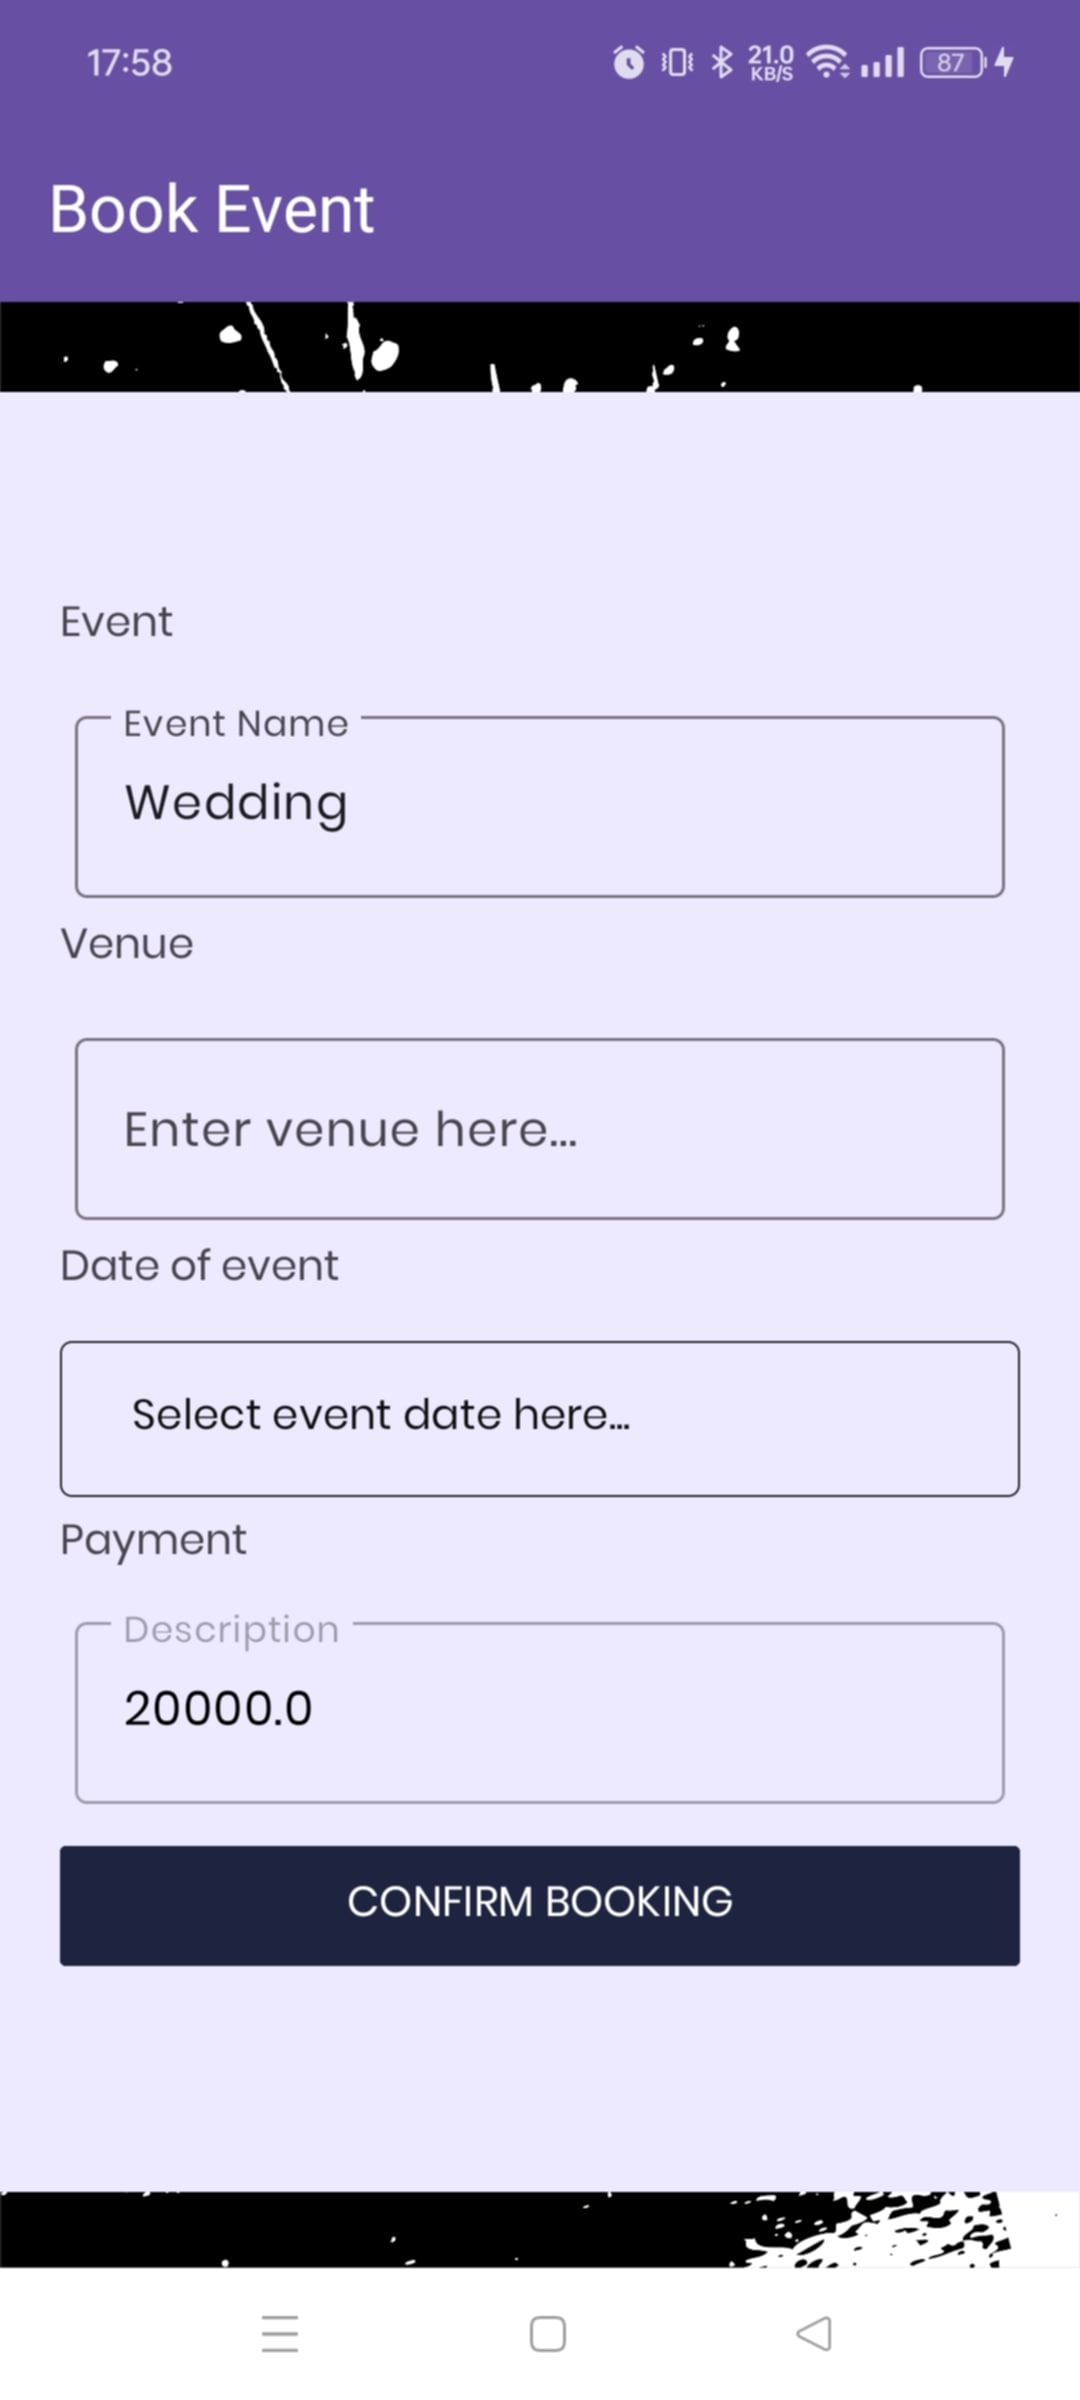 17:58
21.0
KB/S
87
Book Event
Event
Event Name
Wedding
Venue
Enter venue here...
Date of event
Select event date here...
Payment
Description
20000.0
CONFIRM BOOKING